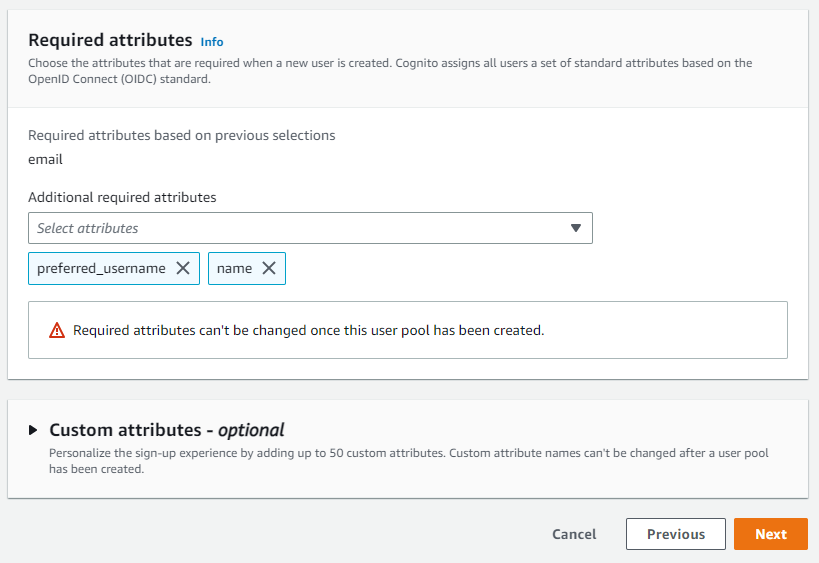 Required attributes Info
Choose the attributes that are required when a new user is created. Cognito assigns all users a set of standard attributes based on the
OpenID Connect (OIDC) standard.
Required attributes based on previous selections
email
Additional required attributes
Select attributes
preferred_username name
Required attributes can't be changed once this user pool has been created.
Custom attributes - optional
Personalize the sign-up experience by adding up to 50 custom attributes. Custom attribute names can't be changed after a user pool
has been created.
Cancel Previous Next